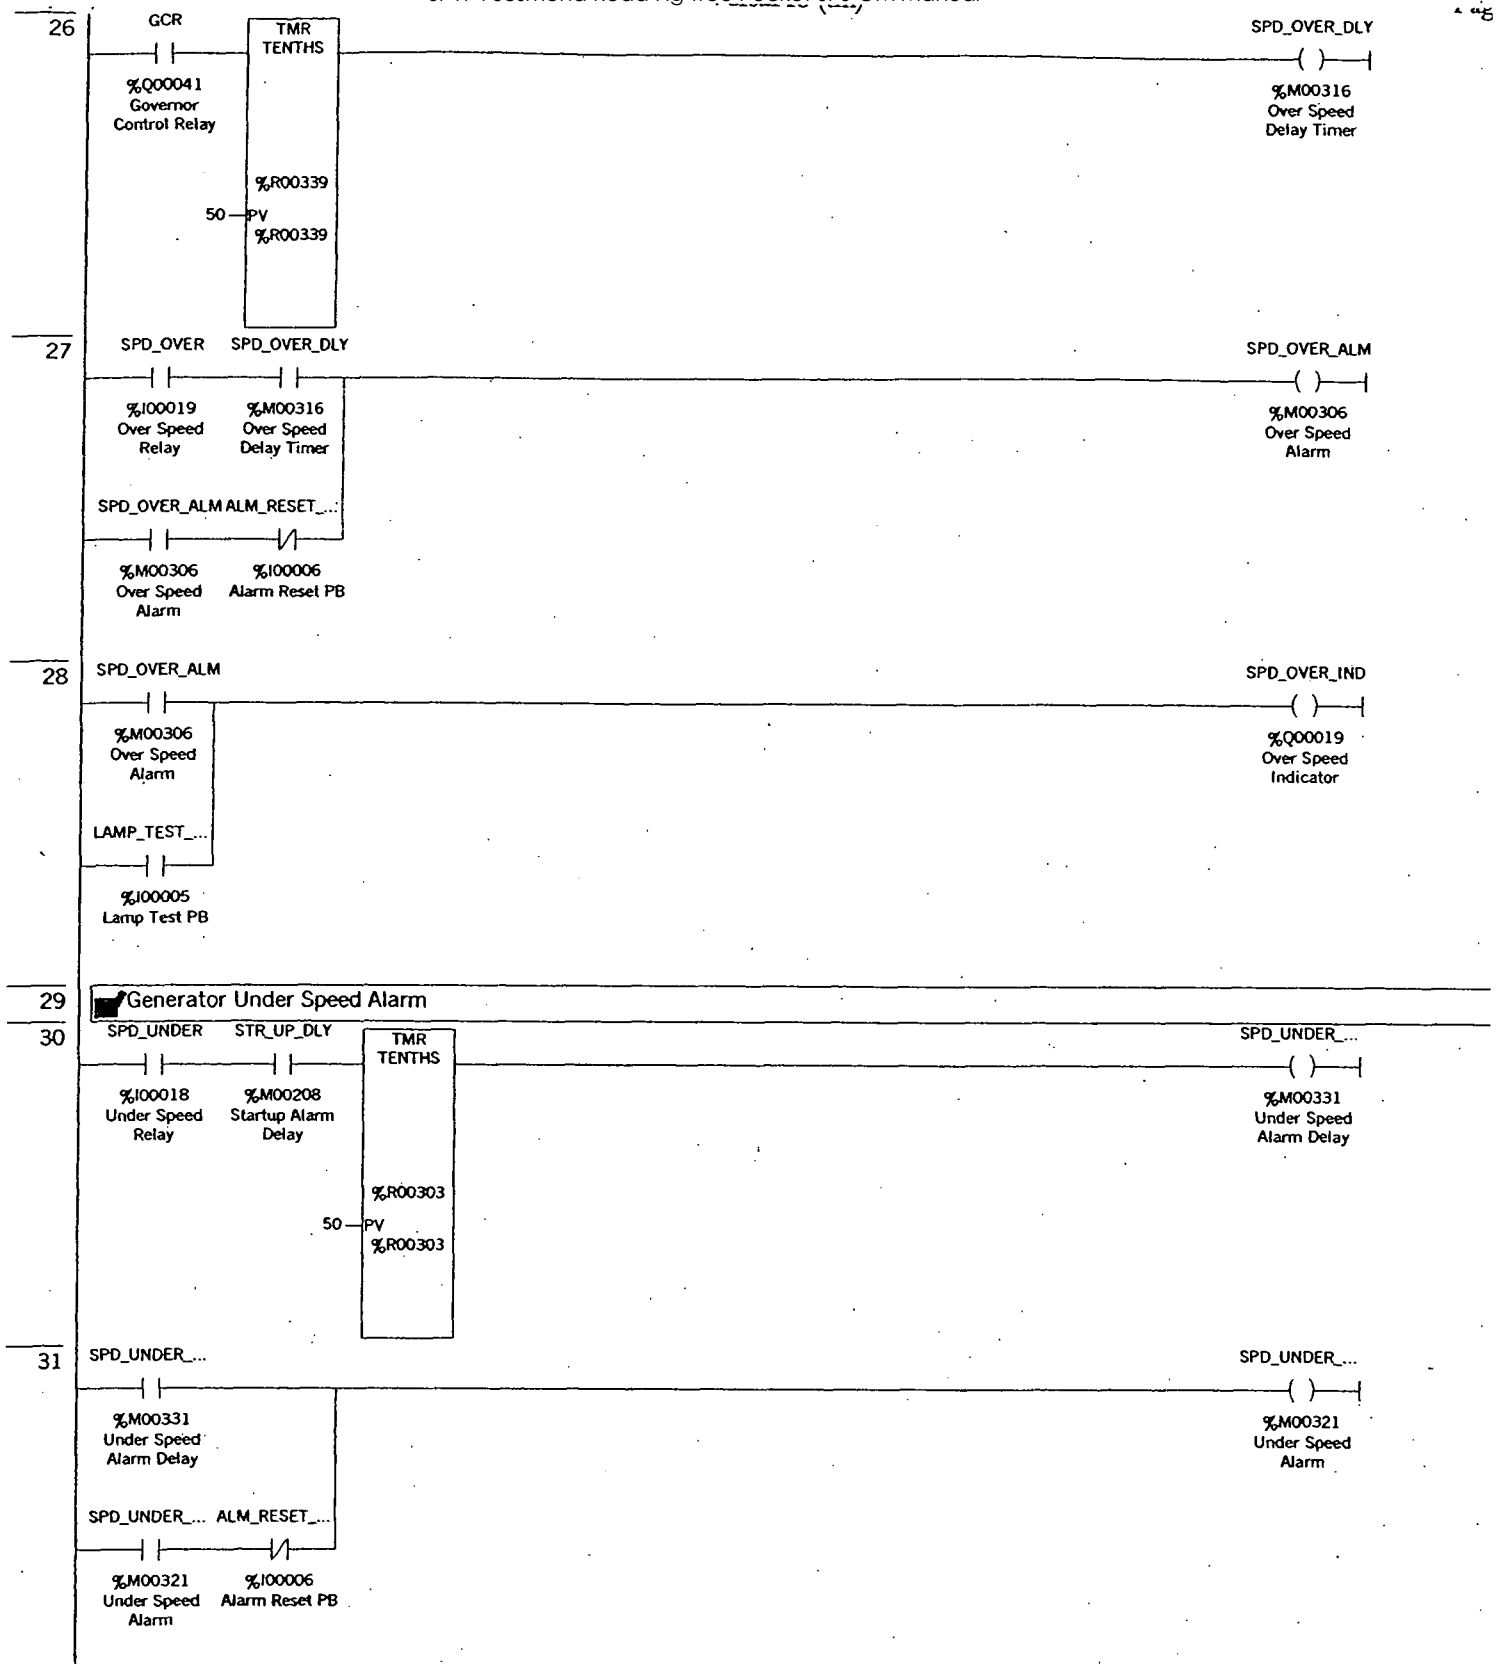 26
GCR
TMR
TENTHS
SPD_OVER_DLY
%Q00041
Governor
Control Relay
%M00316
Over Speed
Delay Timer
%R00339
50
PV
%R00339
27
SPD_OVER SPD_OVER_DLY
SPD_OVER_ALM
%I00019
Over Speed
Relay
%M00316
Over Speed
Delay Timer
%M00306
Over Speed
Alarm
SPD_OVER_ALM ALM_RESET_...
%M00306
Over Speed
Alarm
%I00006
Alarm Reset PB
28
SPD_OVER_ALM
SPD_OVER_IND
%M00306
Over Speed
Alarm
%Q00019
Over Speed
Indicator
LAMP_TEST_...
%I00005
Lamp Test PB
29
Generator Under Speed Alarm
30
SPD_UNDER STR_UP_DLY
TMR
TENTHS
SPD_UNDER_...
%I00018
Under Speed
Relay
%M00208
Startup Alarm
Delay
%M00331
Under Speed
Alarm Delay
%R00303
50
PV
%R00303
31
SPD_UNDER_...
SPD_UNDER_...
%M00331
Under Speed
Alarm Delay
%M00321
Under Speed
Alarm
SPD_UNDER_... ALM_RESET_...
%M00321
Under Speed
Alarm
%I00006
Alarm Reset PB